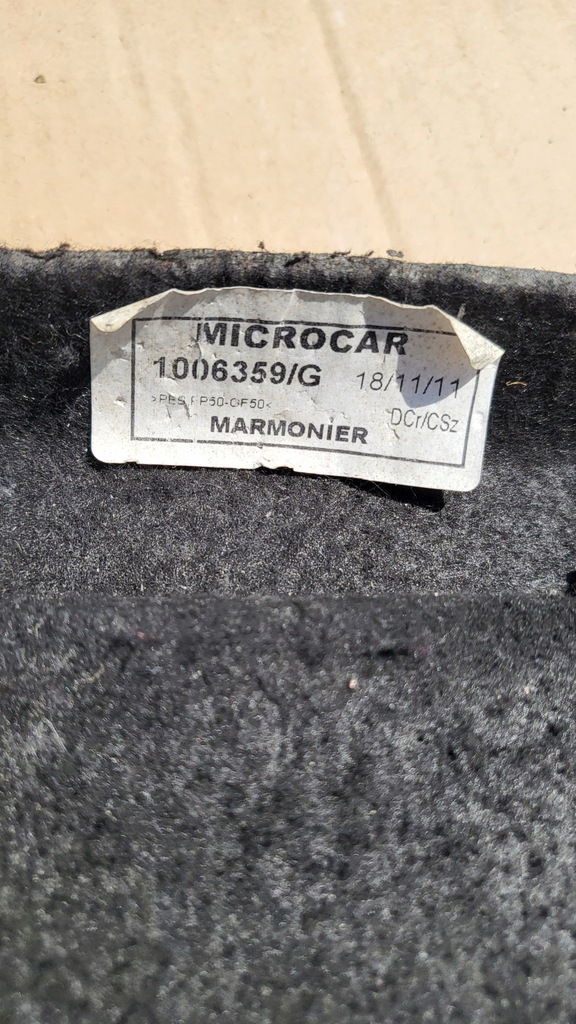 MICROCAR
1006359/G 18/11/11
DCr/CSz
MARMONIER